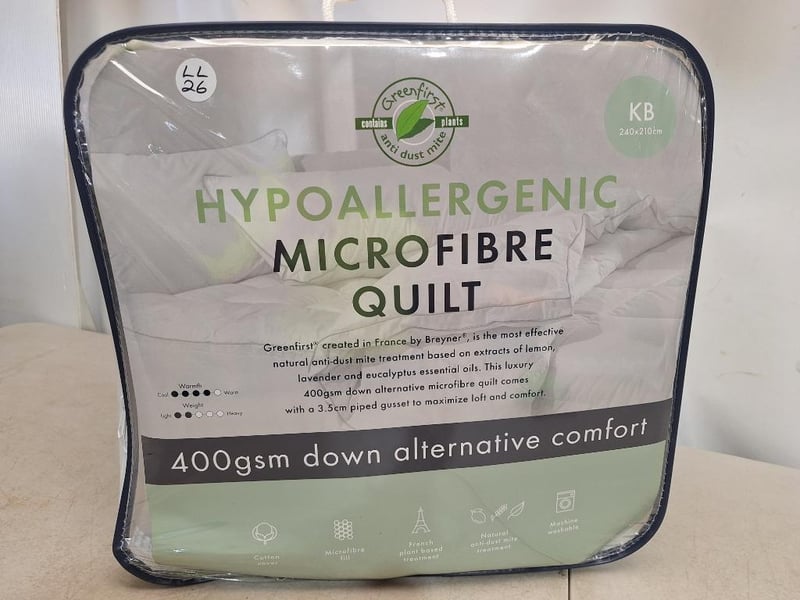 LL
26
Greenfirst®
contains plants
anti dust mite
KB
240x210cm
HYPOALLERGENIC
MICROFIBRE
QUILT
Greenfirst® created in France by Breyner®, is the most effective
natural anti-dust mite treatment based on extracts of lemon,
lavender and eucalyptus essential oils. This luxury
400gsm down alternative microfibre quilt comes
with a 3.5cm piped gusset to maximize loft and comfort.
Warmth
Cool Warm
Weight
Light Heavy
400gsm down alternative comfort
Cotton
cover
Microfibre
fill
French
plant based
treatment
Natural
anti-dust mite
treatment
Machine
washable